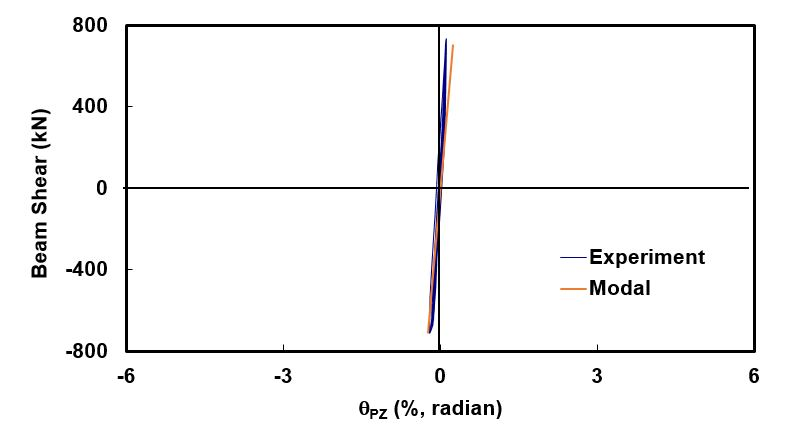 800
400
0
-400
-800
Beam Shear (kN)
Experiment
Modal
-6
-3
0
3
6
θPZ (%, radian)